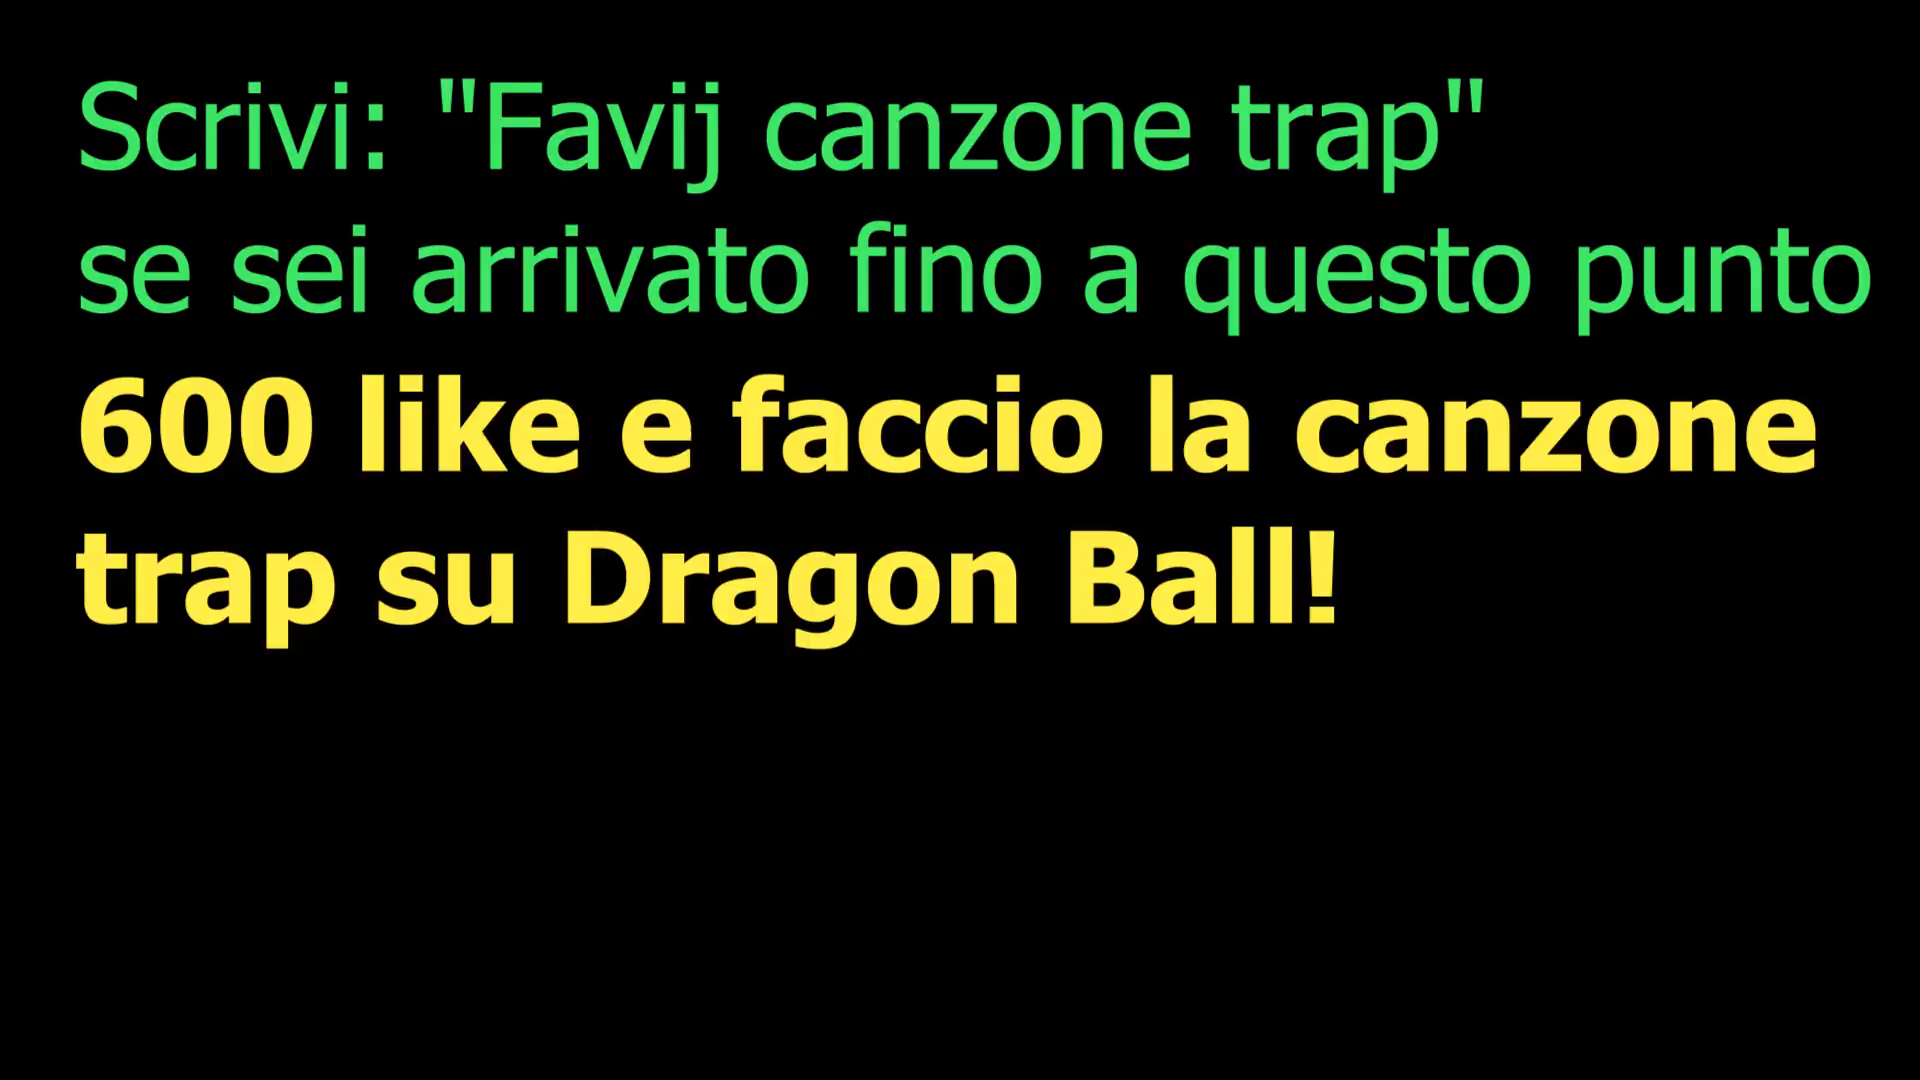 Scrivi: "Favij canzone trap"
se sei arrivato fino a questo punto
600 like e faccio la canzone
trap su Dragon Ball!